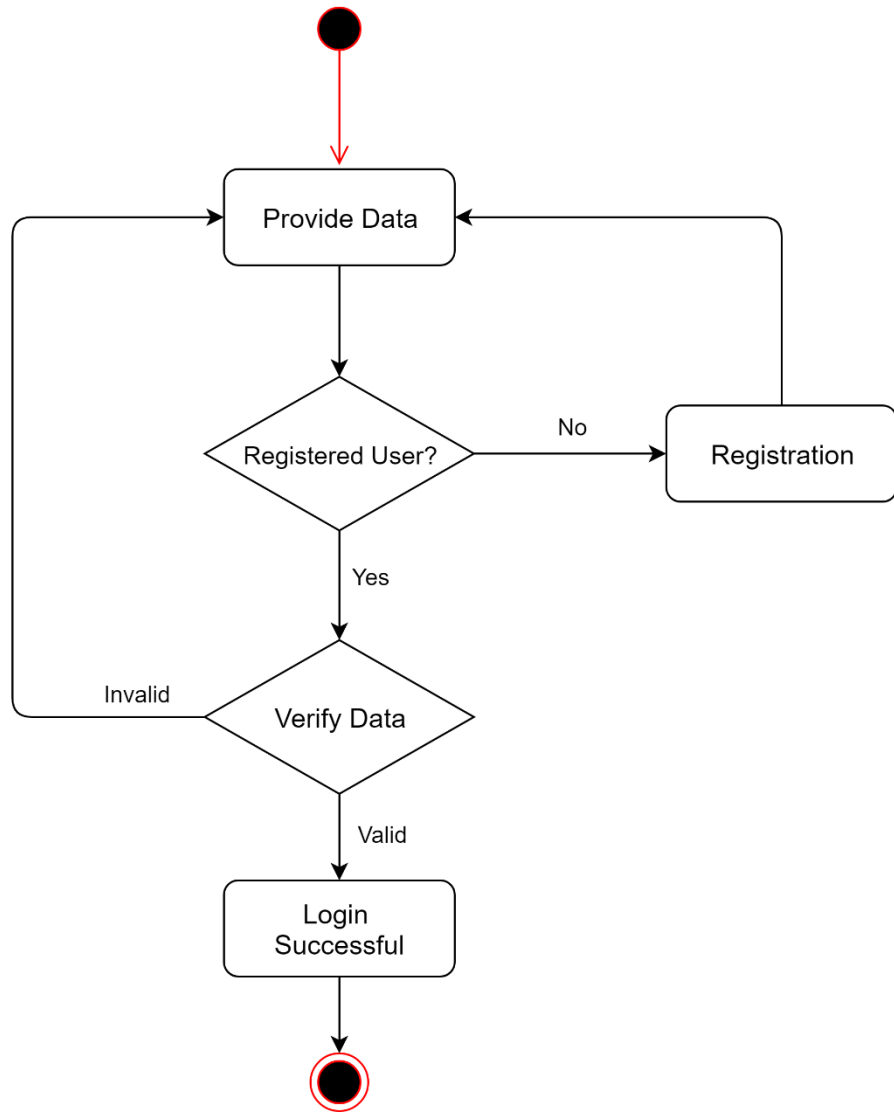 Provide Data
Registered User?
No
Registration
Yes
Invalid
Verify Data
Valid
Login
Successful